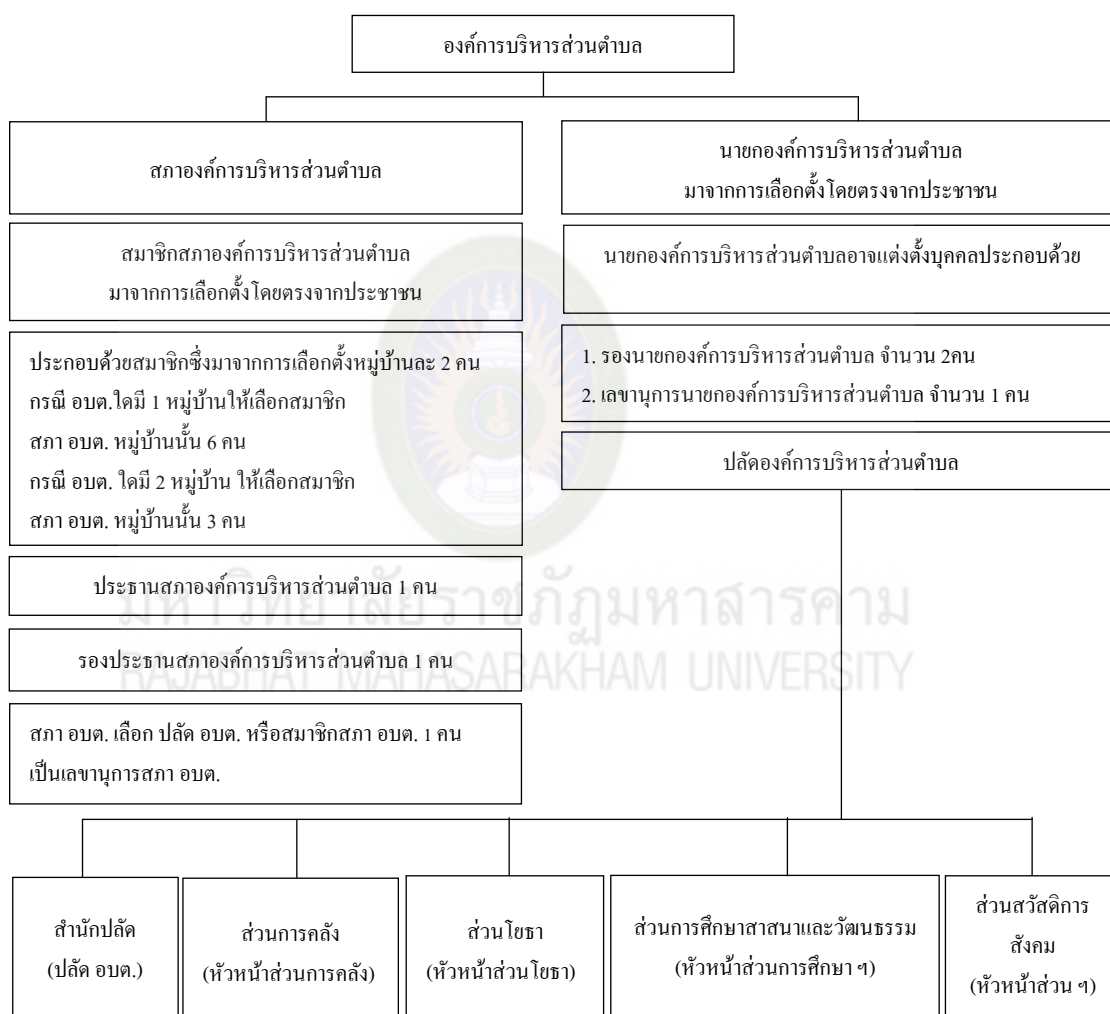 องค์การบริหารส่วนตำบล
สภาองค์การบริหารส่วนตำบล
นายกองค์การบริหารส่วนตำบล
มาจากการเลือกตั้งโดยตรงจากประชาชน
สมาชิกสภาองค์การบริหารส่วนตำบล
มาจากการเลือกตั้งโดยตรงจากประชาชน
นายกองค์การบริหารส่วนตำบลอาจแต่งตั้งบุคคลประกอบด้วย
ประกอบด้วยสมาชิกซึ่งมาจากการเลือกตั้งหมู่บ้านละ 2 คน
กรณี อบต.ใดมี 1 หมู่บ้านให้เลือกสมาชิก
สภา อบต. หมู่บ้านนั้น 6 คน
กรณี อบต. ใดมี 2 หมู่บ้าน ให้เลือกสมาชิก
สภา อบต. หมู่บ้านนั้น 3 คน
1. รองนายกองค์การบริหารส่วนตำบล จำนวน 2คน
2. เลขานุการนายกองค์การบริหารส่วนตำบล จำนวน 1 คน
ปลัดองค์การบริหารส่วนตำบล
ประธานสภาองค์การบริหารส่วนตำบล 1 คน
มหาวิทยาลัยราชภัฏมหาสารคาม
รองประธานสภาองค์การบริหารส่วนตำบล 1 คน
RAJABHAT MAHASARAKHAM UNIVERSITY
สภา อบต. เลือก ปลัด อบต. หรือสมาชิกสภา อบต. 1 คน
เป็นเลขานุการสภา อบต.
สำนักปลัด
(ปลัด อบต.)
ส่วนการคลัง
(หัวหน้าส่วนการคลัง)
ส่วนโยธา
(หัวหน้าส่วนโยธา)
ส่วนการศึกษาสาสนาและวัฒนธรรม
(หัวหน้าส่วนการศึกษา ฯ)
ส่วนสวัสดิการ
สังคม
(หัวหน้าส่วน ฯ)